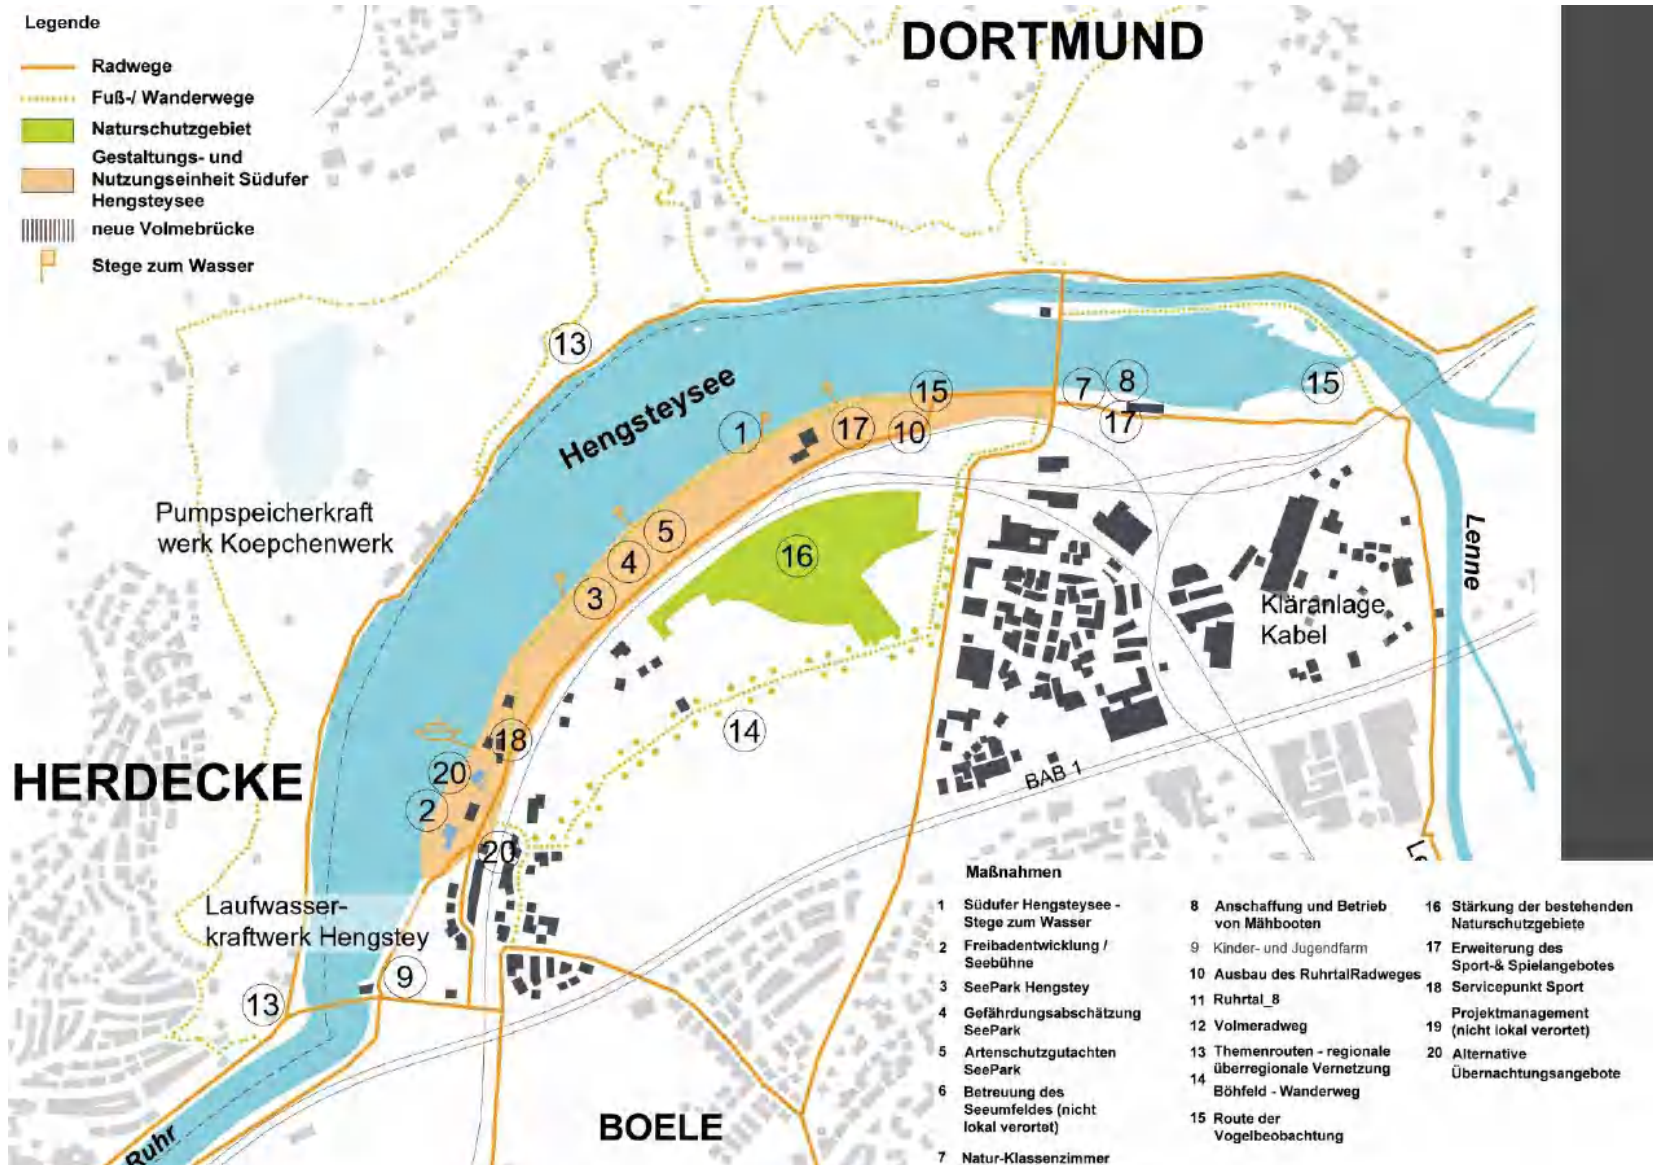 Legende
Radwege
Fuß-/ Wanderwege
Naturschutzgebiet
Gestaltungs- und
Nutzungseinheit Südufer
Hengsteysee
neue Volmebrücke
Stege zum Wasser
DORTMUND
13
Hengsteysee
1
17
15
10
7
8
17
15
Pumpspeicherkraft
werk Koepchenwerk
5
4
3
16
Lenne
Kläranlage
Kabel
14
18
BAB 1
HERDECKE
20
2
20
Laufwasser-
kraftwerk Hengstey
9
13
Ruhr
BOELE
Le
Maßnahmen
1 Südufer Hengsteysee -
Stege zum Wasser
2 Freibadentwicklung /
Seebühne
3 SeePark Hengstey
4 Gefährdungsabschätzung
SeePark
5 Artenschutzgutachten
SeePark
6 Betreuung des
Seeumfeldes (nicht
lokal verortet)
7 Natur-Klassenzimmer
8 Anschaffung und Betrieb
von Mähbooten
9 Kinder- und Jugendfarm
10 Ausbau des RuhrtalRadweges
11 Ruhrtal_8
12 Volmeradweg
13 Themenrouten - regionale
überregionale Vernetzung
14 Böhfeld - Wanderweg
15 Route der
Vogelbeobachtung
16 Stärkung der bestehenden
Naturschutzgebiete
17 Erweiterung des
Sport-& Spielangebotes
18 Servicepunkt Sport
19 Projektmanagement
(nicht lokal verortet)
20 Alternative
Übernachtungsangebote